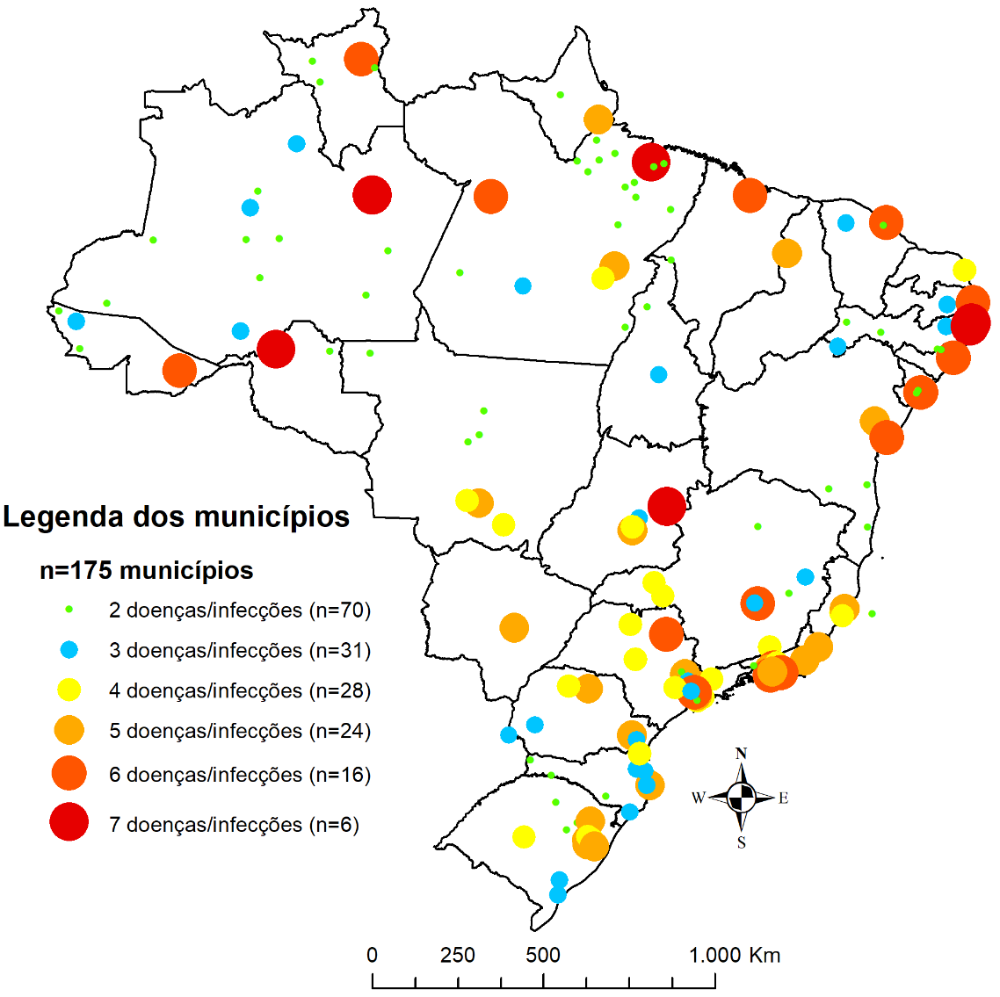 Legenda dos municípios
n=175 municípios
2 doenças/infecções (n=70)
3 doenças/infecções (n=31)
4 doenças/infecções (n=28)
5 doenças/infecções (n=24)
6 doenças/infecções (n=16)
7 doenças/infecções (n=6)
N
W E
S
0 250 500 1.000 Km